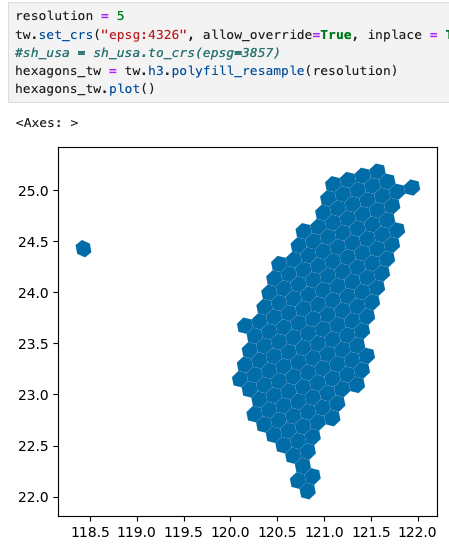 resolution = 5
tw.set_crs("epsg:4326", allow_override=True, inplace =
#sh_usa = sh_usa.to_crs(epsg=3857)
hexagons_tw = tw.h3.polyfill_resample(resolution)
hexagons_tw.plot()
<Axes: >
25.0
24.5
24.0
23.5
23.0
22.5
22.0
118.5 119.0 119.5 120.0 120.5 121.0 121.5 122.0